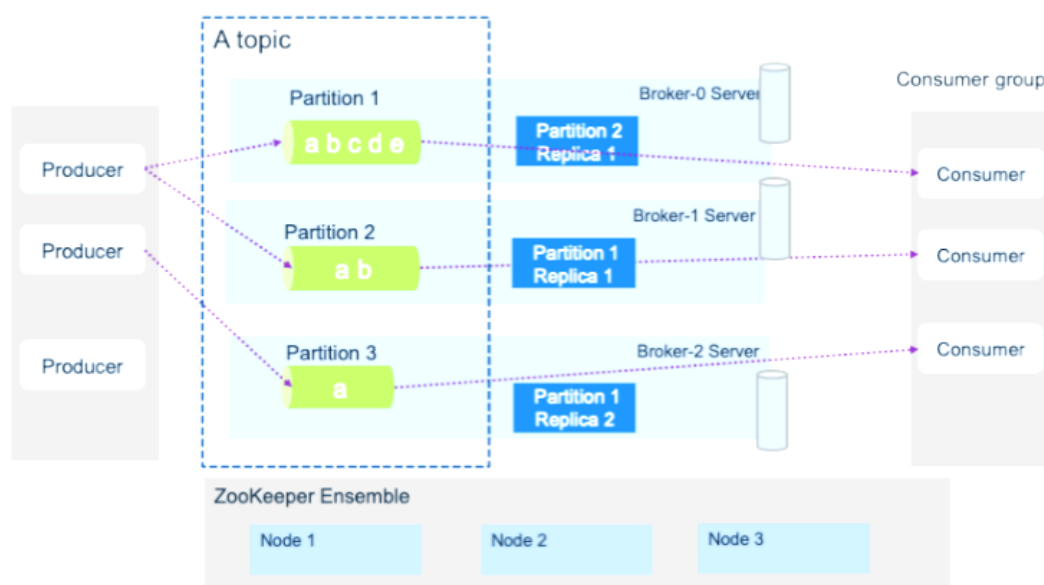 A topic
Partition 1
Broker-0 Server
Consumer group
a b c d e
Partition 2
Replica 1
Producer
Consumer
Partition 2
Broker-1 Server
Producer
a b
Partition 1
Replica 1
Consumer
Partition 3
Broker-2 Server
Producer
a
Consumer
Partition 1
Replica 2
ZooKeeper Ensemble
Node 1
Node 2
Node 3